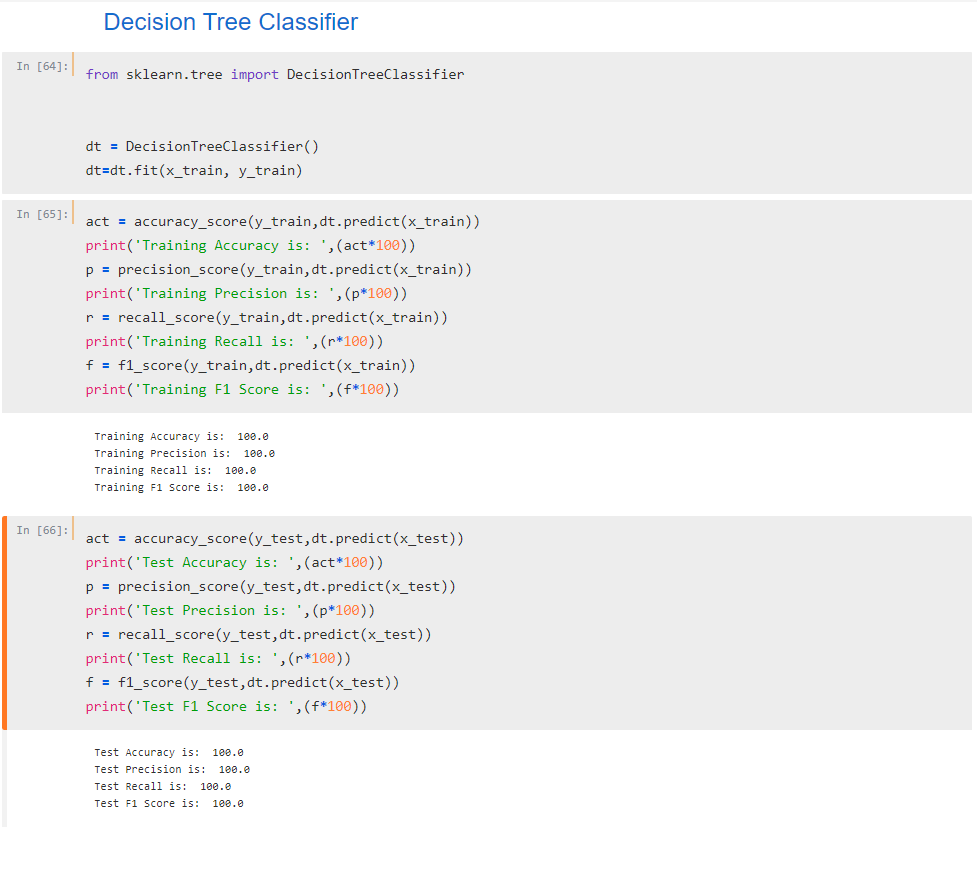 Decision Tree Classifier
In [64]:
from sklearn.tree import DecisionTreeClassifier
dt = DecisionTreeClassifier()
dt=dt.fit(x_train, y_train)
In [65]:
act = accuracy_score(y_train,dt.predict(x_train))
print('Training Accuracy is: ',(act*100))
p = precision_score(y_train,dt.predict(x_train))
print('Training Precision is: ',(p*100))
r = recall_score(y_train,dt.predict(x_train))
print('Training Recall is: ',(r*100))
f = f1_score(y_train,dt.predict(x_train))
print('Training F1 Score is: ',(f*100))
Training Accuracy is:  100.0
Training Precision is:  100.0
Training Recall is:  100.0
Training F1 Score is:  100.0
In [66]:
act = accuracy_score(y_test,dt.predict(x_test))
print('Test Accuracy is: ',(act*100))
p = precision_score(y_test,dt.predict(x_test))
print('Test Precision is: ',(p*100))
r = recall_score(y_test,dt.predict(x_test))
print('Test Recall is: ',(r*100))
f = f1_score(y_test,dt.predict(x_test))
print('Test F1 Score is: ',(f*100))
Test Accuracy is:  100.0
Test Precision is:  100.0
Test Recall is:  100.0
Test F1 Score is:  100.0